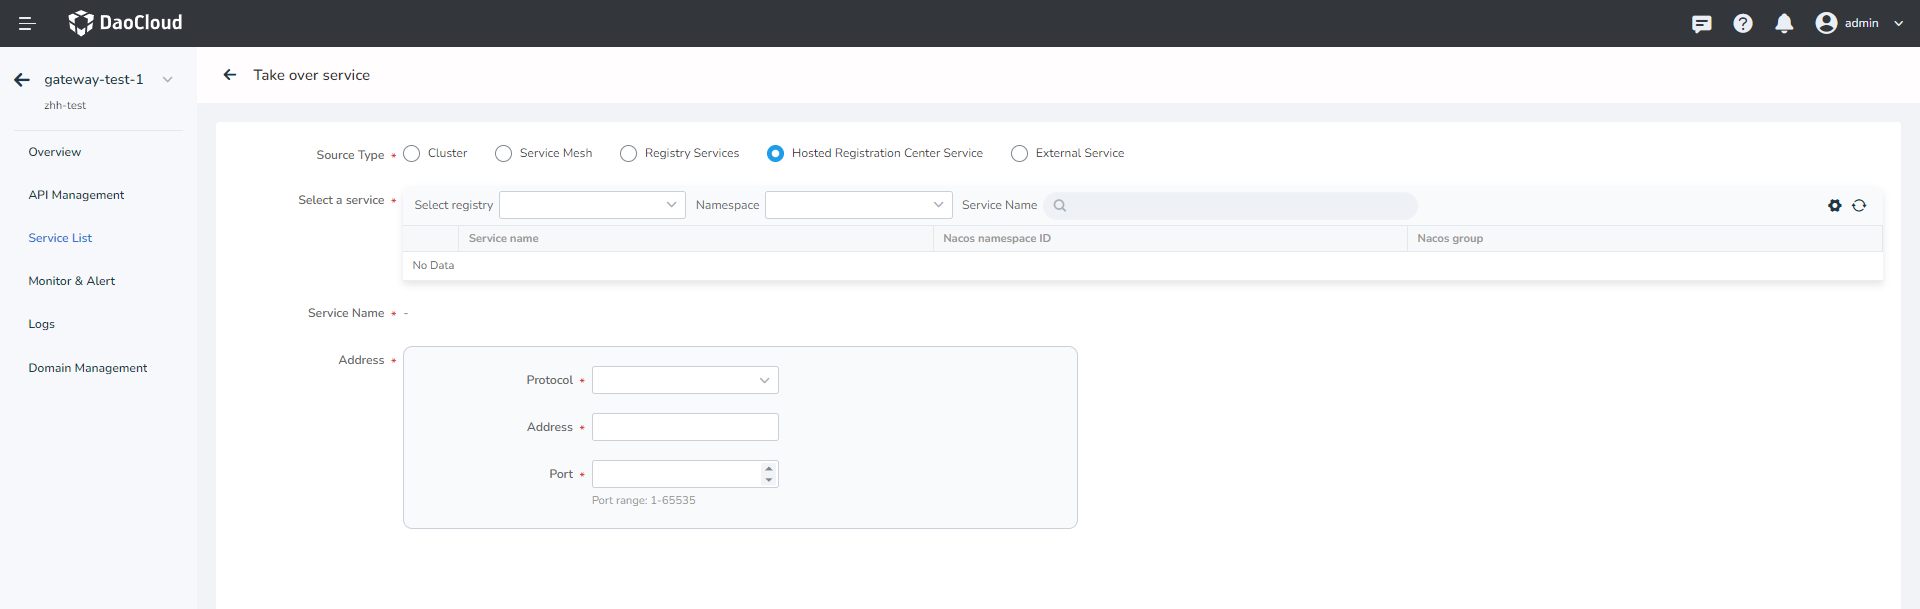 DaoCloud
admin
gateway-test-1
zhh-test
Overview
API Management
Service List
Monitor & Alert
Logs
Domain Management
Take over service
Source Type * Cluster Service Mesh Registry Services Hosted Registration Center Service External Service
Select a service * Select registry Namespace Service Name
Service name Nacos namespace ID Nacos group
No Data
Service Name * -
Address *
Protocol *
Address *
Port *
Port range: 1-65535